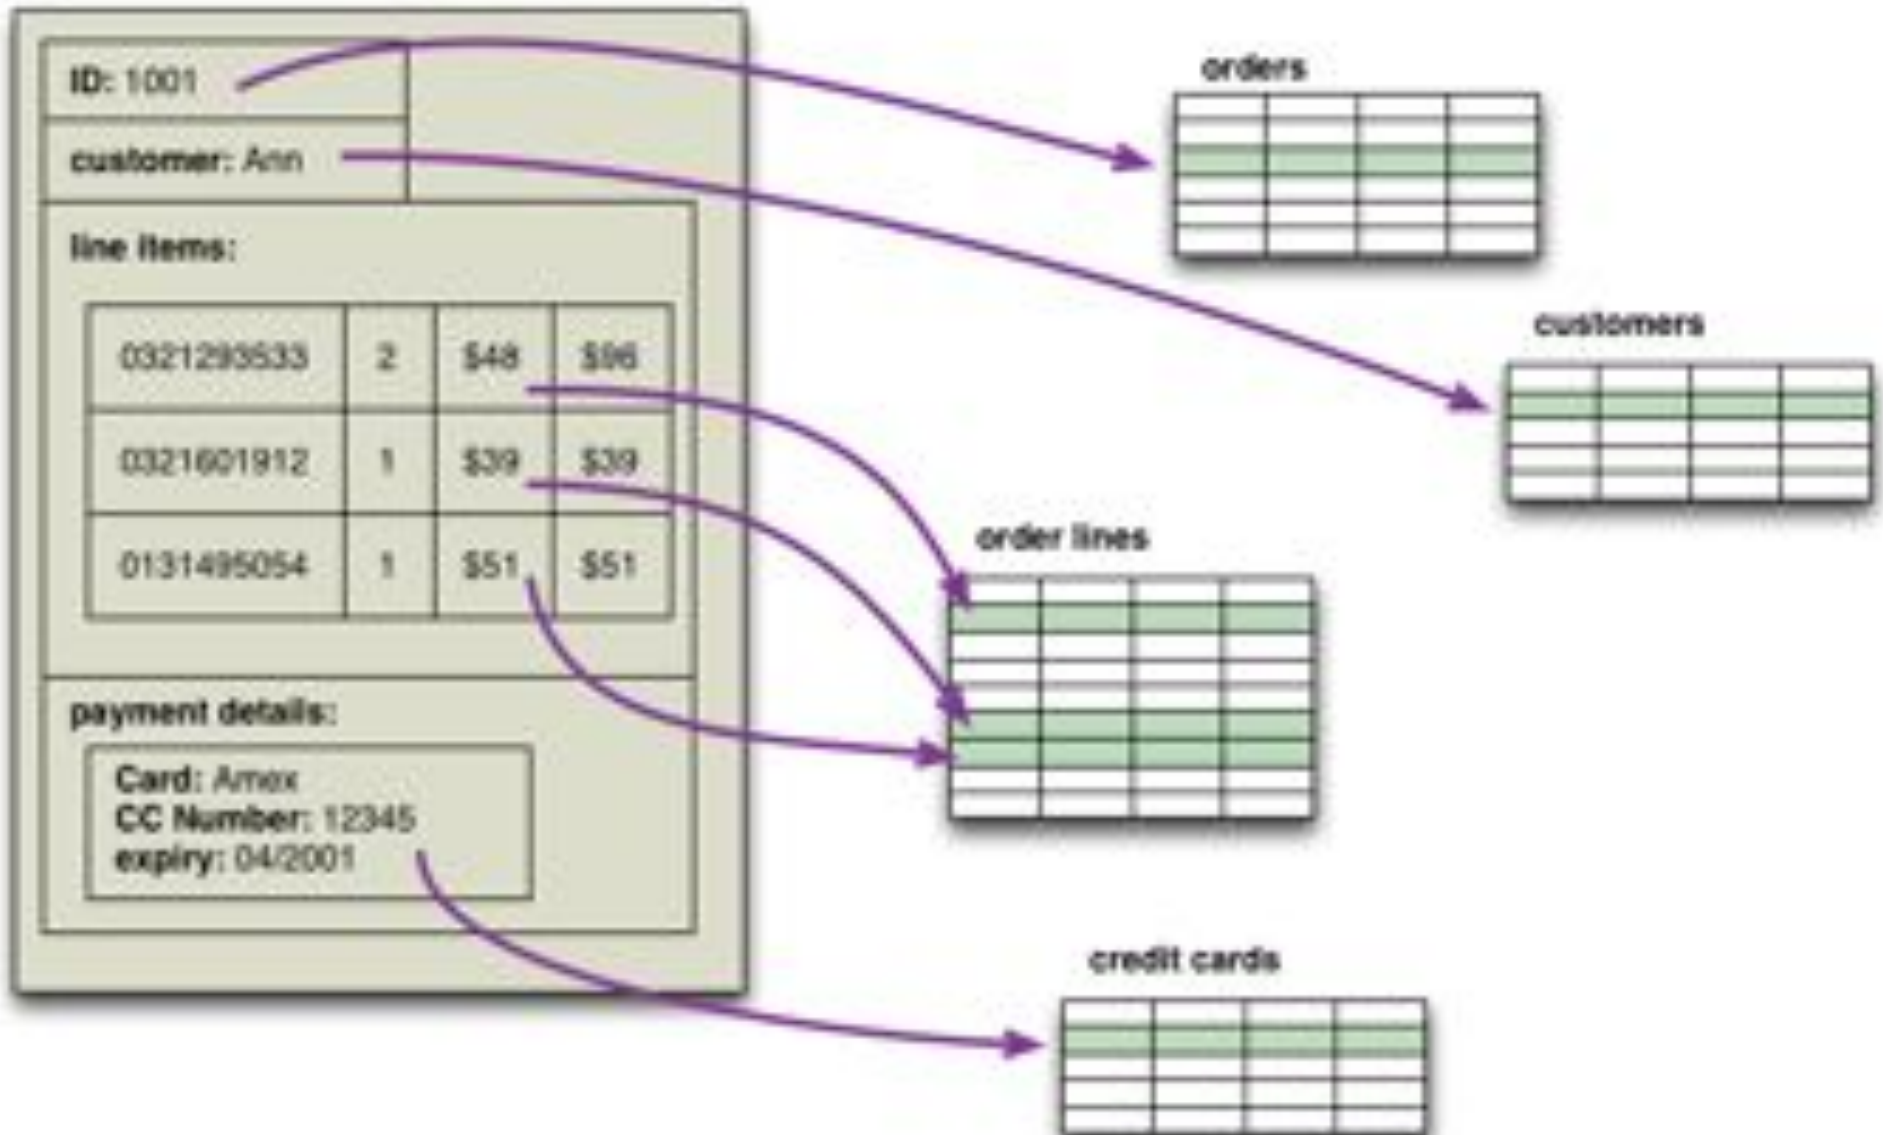 ID: 1001
customer: Ann
line items:
0321293533 2 $48 $96
0321601912 1 $39 $39
0131495054 1 $51 $51
payment details:
Card: Amex
CC Number: 12345
expiry: 04/2001
orders
customers
order lines
credit cards